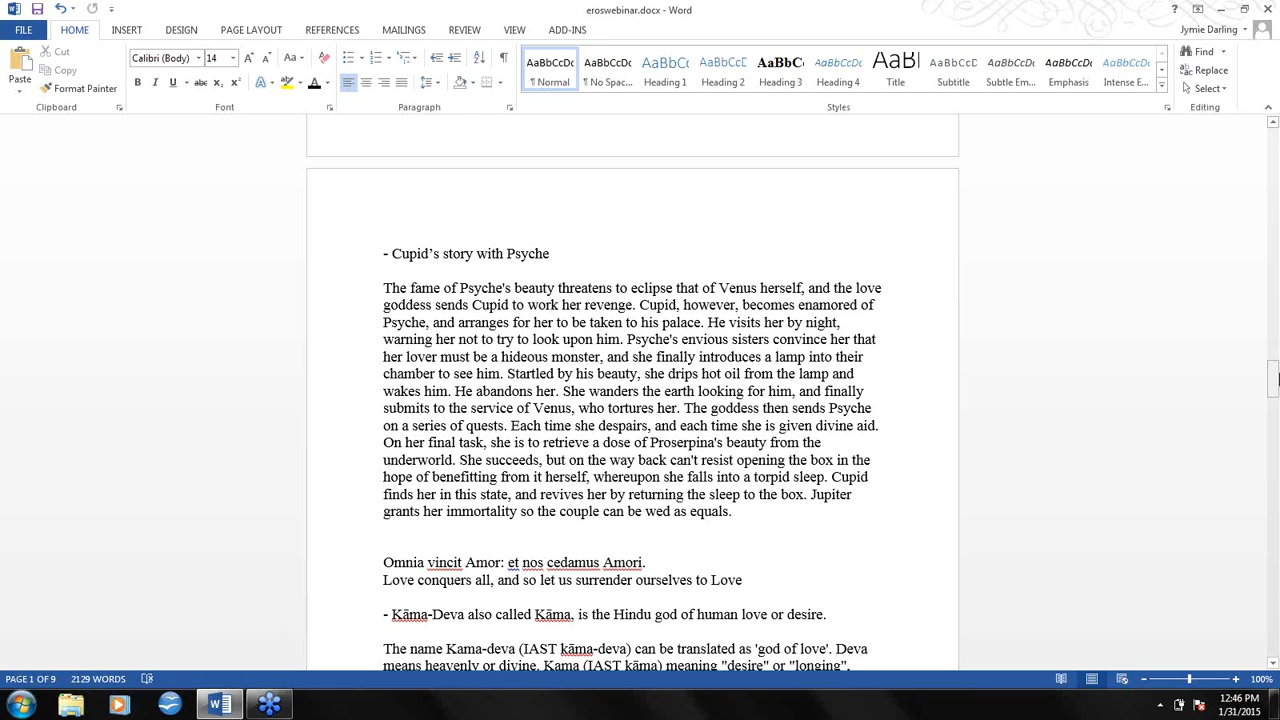 eroswebinar.docx - Word
FILE HOME INSERT DESIGN PAGE LAYOUT REFERENCES MAILINGS REVIEW VIEW ADD-INS Jymie Darling
Paste Cut Copy Format Painter
Calibri (Body) 14
AaBbCcDc AaBbCcDc AaBbCc AaBbCc AaBbCc AaBbCc AaBl AaBbCcDc AaBbCcDc AaBbCcDc AaBbCcDc
¶ Normal ¶ No Spac... Heading 1 Heading 2 Heading 3 Heading 4 Title Subtitle Subtle Em... Emphasis Intense E...
Find Replace Select
Clipboard Font Paragraph Styles Editing
- Cupid's story with Psyche
The fame of Psyche's beauty threatens to eclipse that of Venus herself, and the love
goddess sends Cupid to work her revenge. Cupid, however, becomes enamored of
Psyche, and arranges for her to be taken to his palace. He visits her by night,
warning her not to try to look upon him. Psyche's envious sisters convince her that
her lover must be a hideous monster, and she finally introduces a lamp into their
chamber to see him. Startled by his beauty, she drips hot oil from the lamp and
wakes him. He abandons her. She wanders the earth looking for him, and finally
submits to the service of Venus, who tortures her. The goddess then sends Psyche
on a series of quests. Each time she despairs, and each time she is given divine aid.
On her final task, she is to retrieve a dose of Proserpina's beauty from the
underworld. She succeeds, but on the way back can't resist opening the box in the
hope of benefitting from it herself, whereupon she falls into a torpid sleep. Cupid
finds her in this state, and revives her by returning the sleep to the box. Jupiter
grants her immortality so the couple can be wed as equals.
Omnia vincit Amor: et nos cedamus Amori.
Love conquers all, and so let us surrender ourselves to Love
- Kāma-Deva also called Kāma, is the Hindu god of human love or desire.
The name Kama-deva (IAST kāma-deva) can be translated as 'god of love'. Deva
means heavenly or divine. Kama (IAST kāma) meaning "desire" or "longing",
PAGE 1 OF 9 2129 WORDS 100%
12:46 PM
1/31/2015